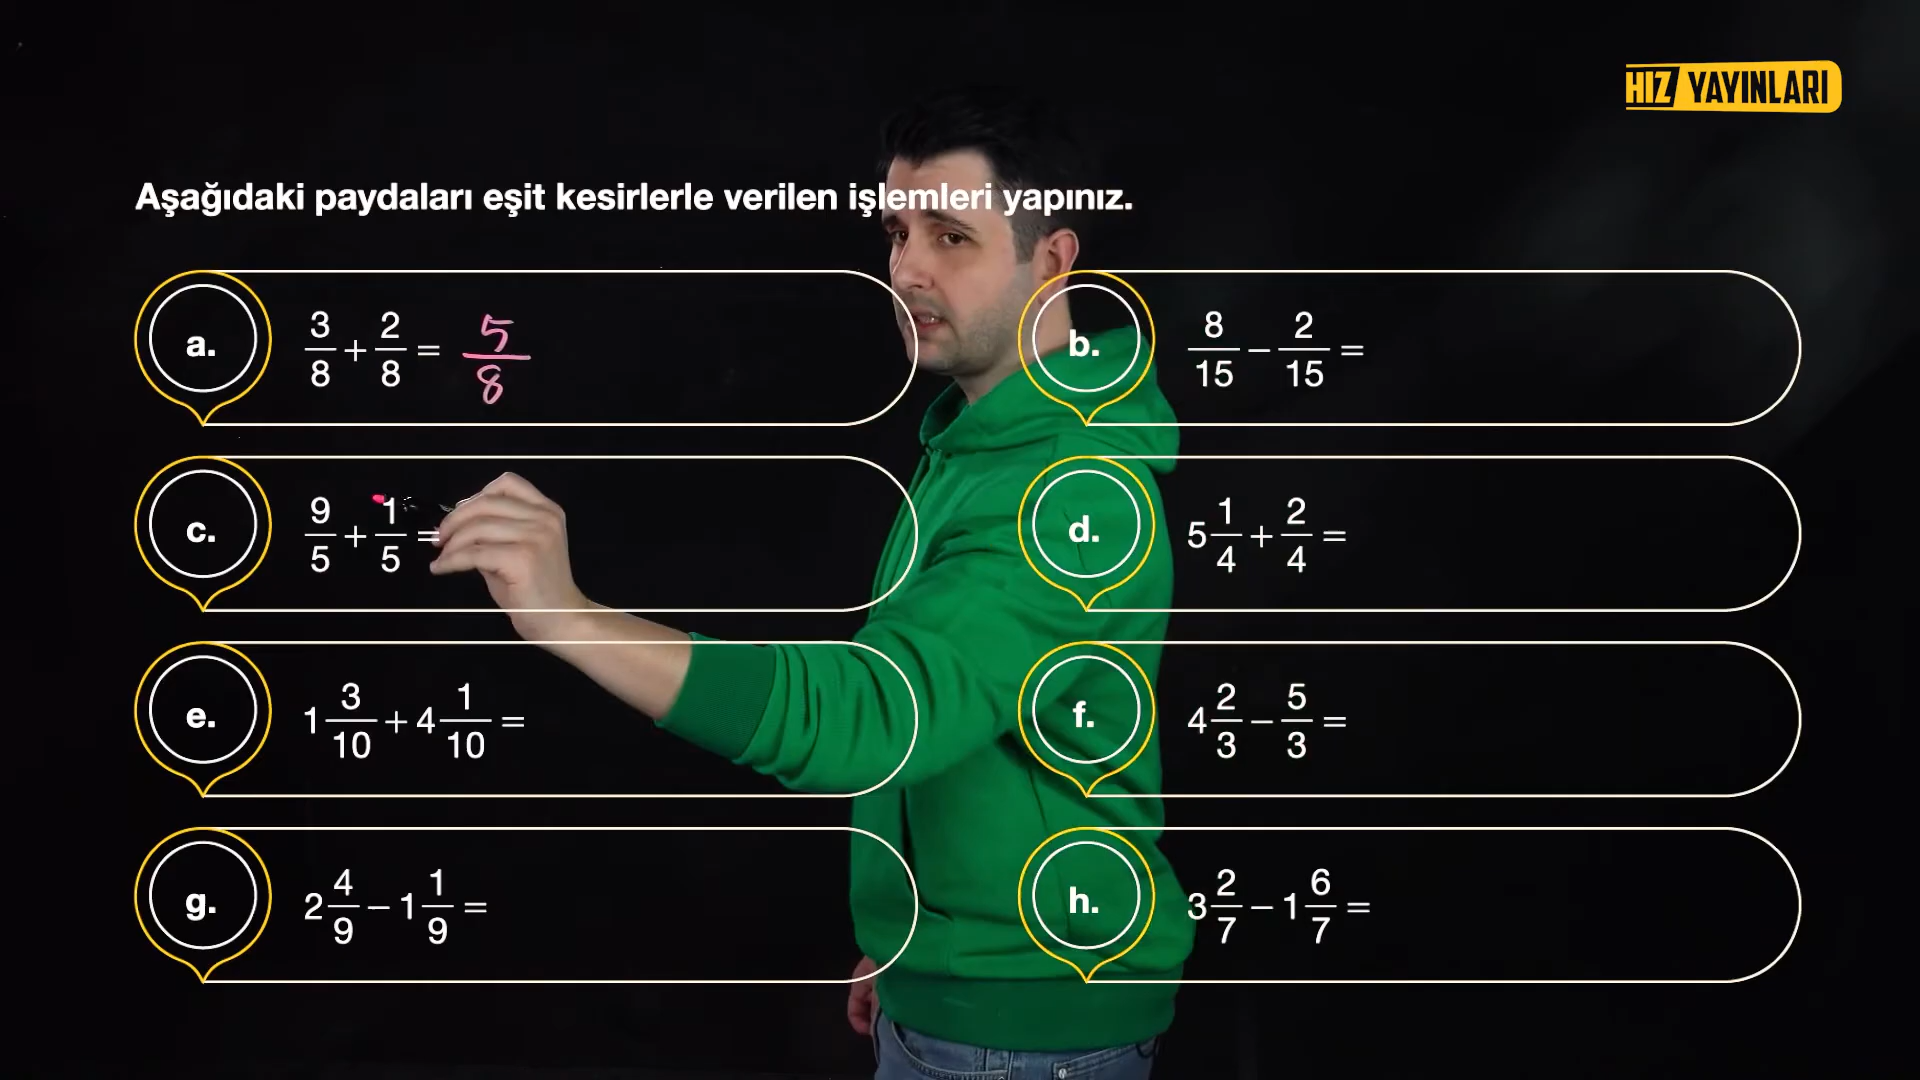 HIZ YAYINLARI
Aşağıdaki paydaları eşit kesirlerle verilen işlemleri yapınız.
a. 3/8 + 2/8 = 5/8
b. 8/15 − 2/15 =
c. 9/5 + 1/5 =
d. 5 1/4 + 2/4 =
e. 1 3/10 + 4 1/10 =
f. 4 2/3 − 5/3 =
g. 2 4/9 − 1 1/9 =
h. 3 2/7 − 1 6/7 =